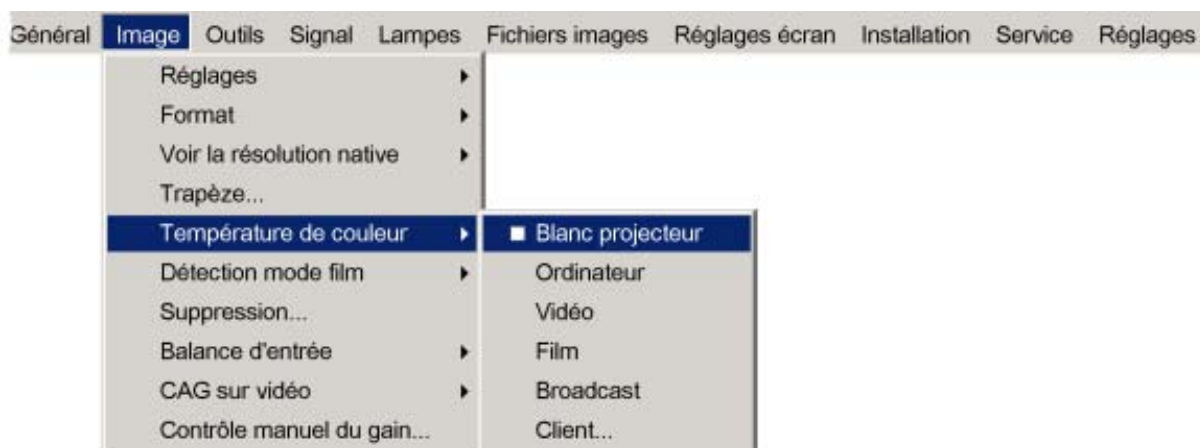 Général Image Outils Signal Lampes Fichiers images Réglages écran Installation Service Réglages
Réglages
Format
Voir la résolution native
Trapèze...
Température de couleur
Détection mode film
Suppression...
Balance d'entrée
CAG sur vidéo
Contrôle manuel du gain...
Blanc projecteur
Ordinateur
Vidéo
Film
Broadcast
Client...